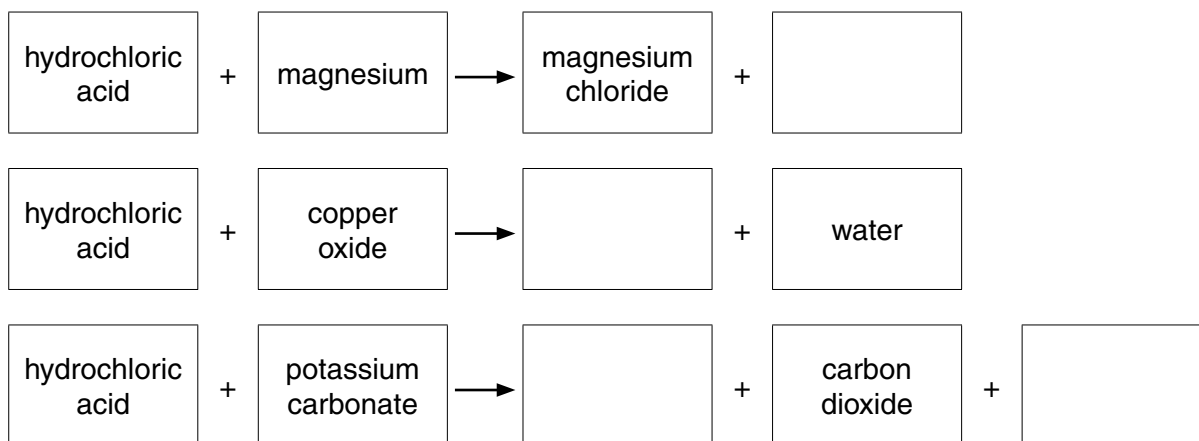 hydrochloric
acid
+
magnesium
magnesium
chloride
+
hydrochloric
acid
+
copper
oxide
+
water
hydrochloric
acid
+
potassium
carbonate
+
carbon
dioxide
+